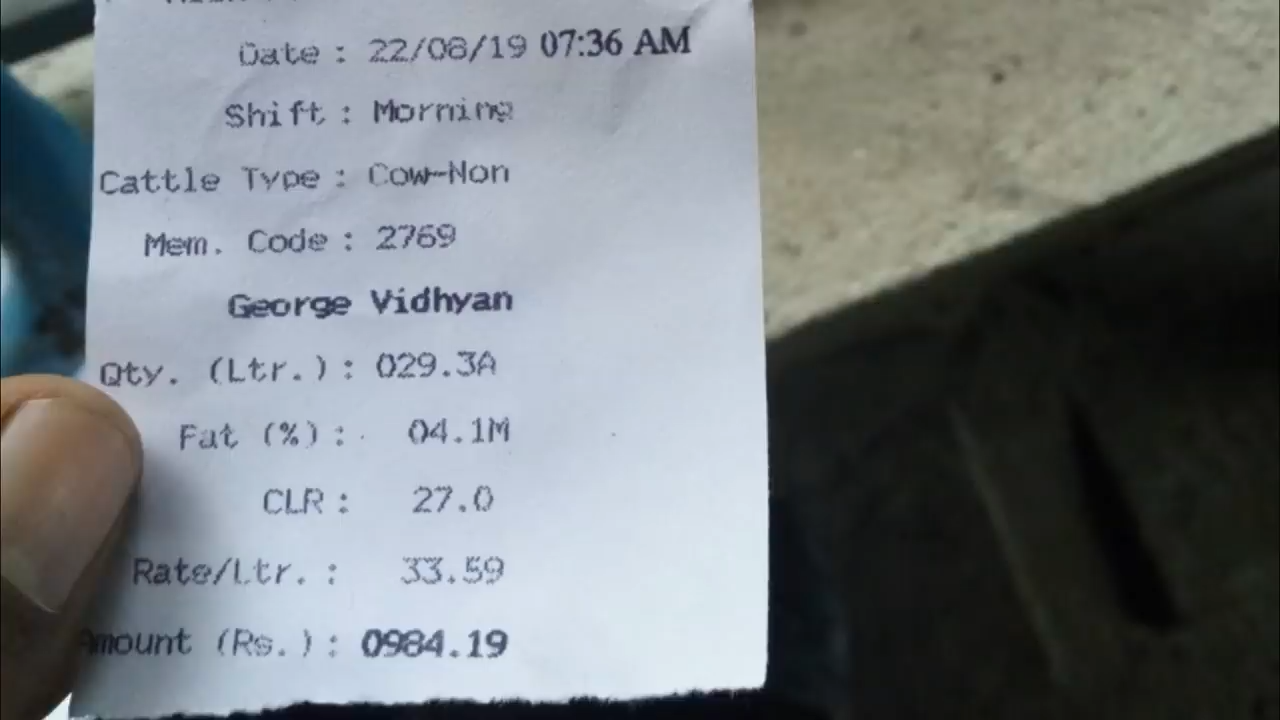 Date : 22/08/19 07:36 AM
Shift : Morning
Cattle Type : Cow-Non
Mem. Code : 2769
George Vidhyan
Qty. (Ltr.) : 029.3A
Fat (%) : 04.1M
CLR : 27.0
Rate/Ltr. : 33.59
Amount (Rs.) : 0984.19